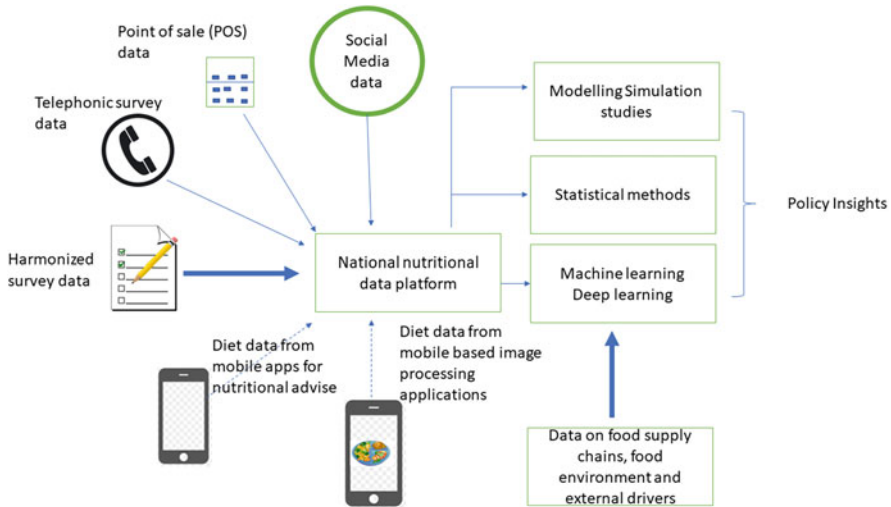 Point of sale (POS)
data
Social
Media
data
Telephonic survey
data
Modelling Simulation
studies
Statistical methods
Policy Insights
Harmonized
survey data
National nutritional
data platform
Machine learning
Deep learning
Diet data from
mobile apps for
nutritional advise
Diet data from
mobile based image
processing
applications
Data on food supply
chains, food
environment and
external drivers